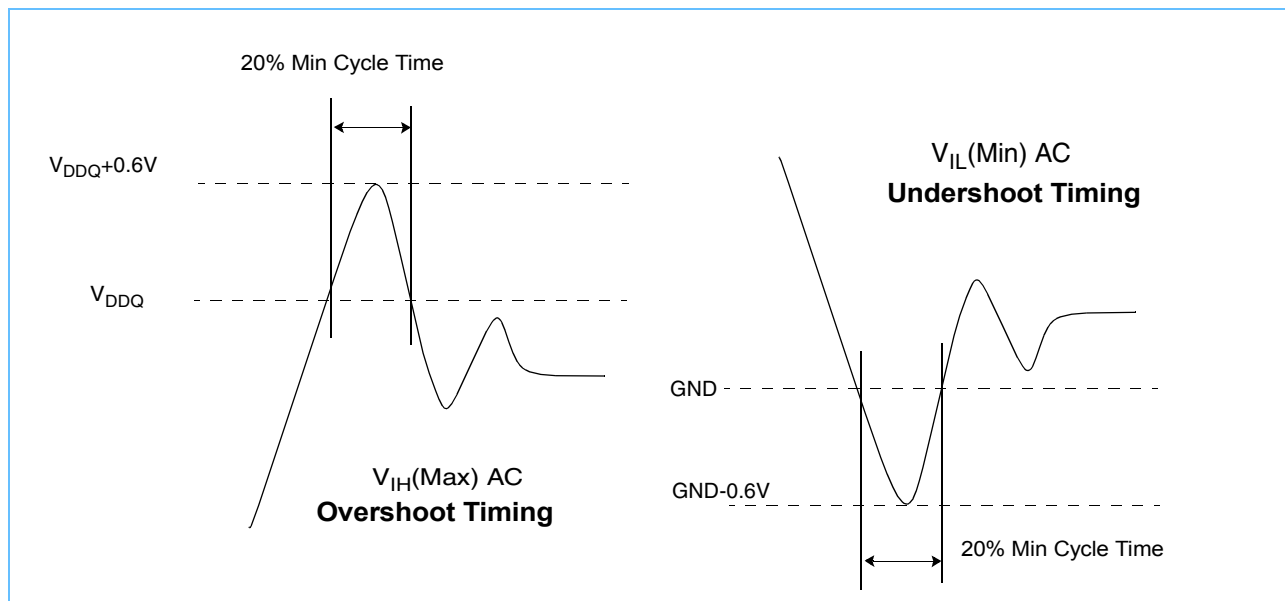 20% Min Cycle Time
VDDQ+0.6V
VDDQ
VIH(Max) AC
Overshoot Timing
VIL(Min) AC
Undershoot Timing
GND
GND-0.6V
20% Min Cycle Time